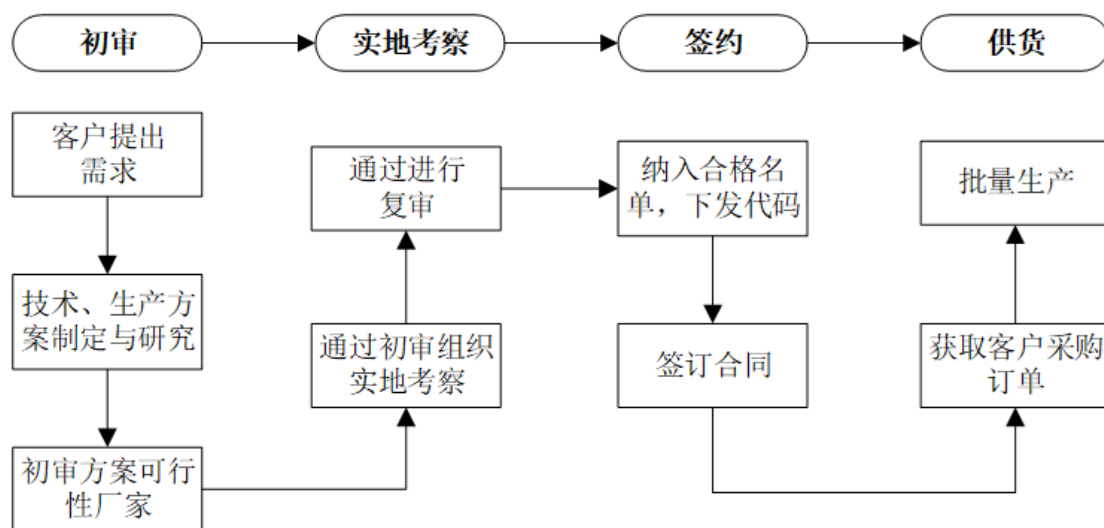 初审
实地考察
签约
供货
客户提出
需求
技术、生产方
案制定与研究
初审方案可行
性厂家
通过进行
复审
通过初审组织
实地考察
纳入合格名
单，下发代码
签订合同
批量生产
获取客户采购
订单